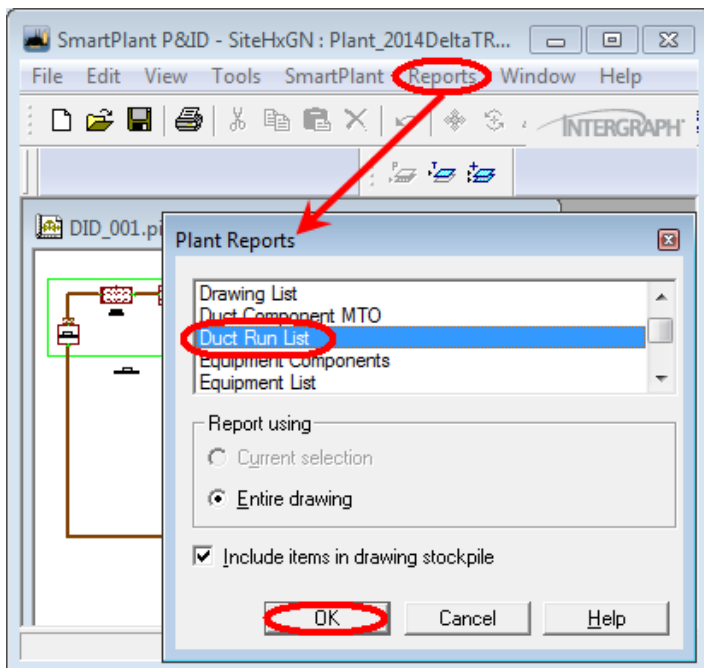 SmartPlant P&ID - SiteHxGN : Plant_2014DeltaTR...
File Edit View Tools SmartPlant Reports Window Help
INTERGRAPH
P T
DID_001.pi
Plant Reports
Drawing List
Duct Component MTO
Duct Run List
Equipment Components
Equipment List
Report using
Current selection
Entire drawing
Include items in drawing stockpile
OK Cancel Help